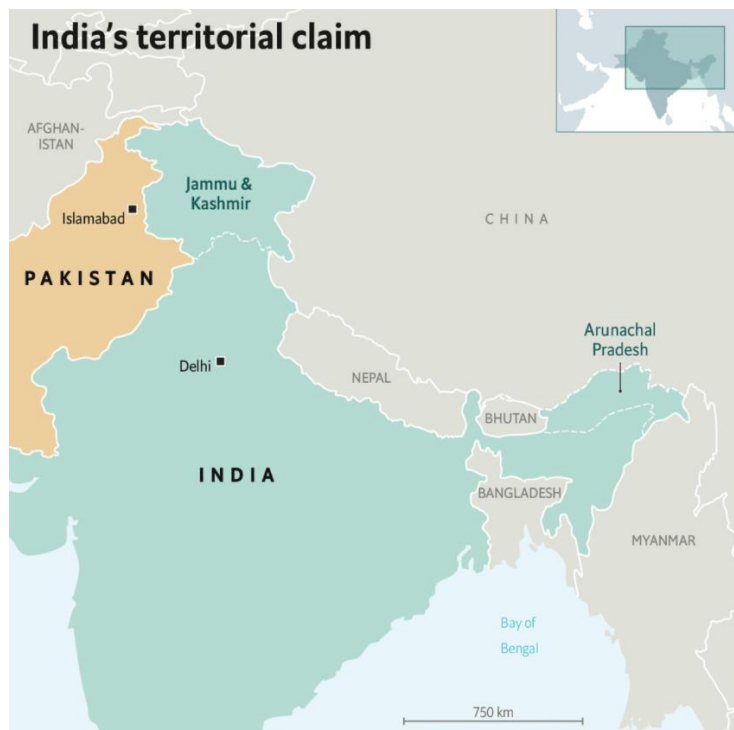 India's territorial claim
AFGHAN-
ISTAN
Jammu &
Kashmir
Islamabad
CHINA
PAKISTAN
Arunachal
Pradesh
Delhi
NEPAL
BHUTAN
INDIA
BANGLADESH
MYANMAR
Bay of
Bengal
750 km